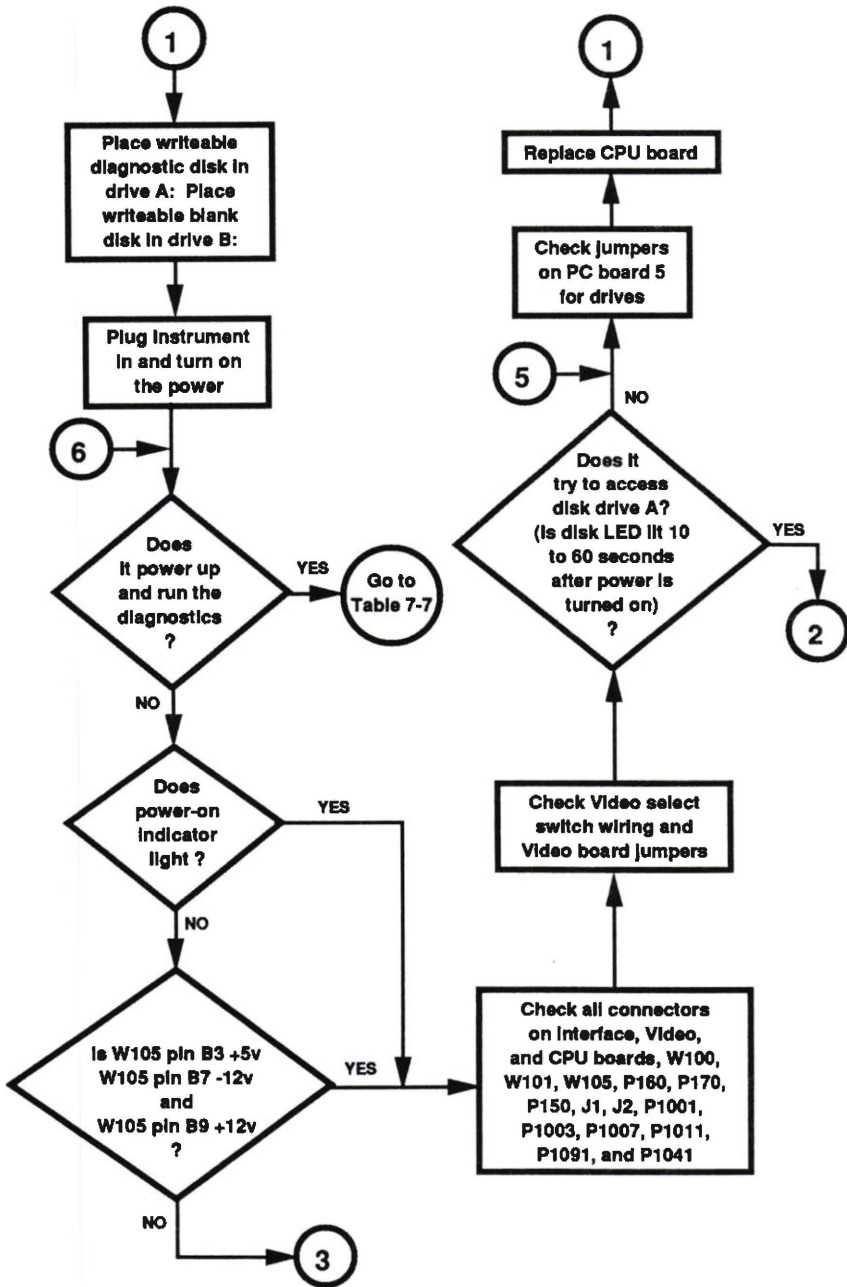 1
Place writeable
diagnostic disk in
drive A: Place
writeable blank
disk in drive B:
Plug instrument
in and turn on
the power
6
Does
it power up
and run the
diagnostics
?
YES
Go to
Table 7-7
NO
Does
power-on
indicator
light ?
YES
NO
Is W105 pin B3 +5v
W105 pin B7 -12v
and
W105 pin B9 +12v
?
YES
NO
3
1
Replace CPU board
Check jumpers
on PC board 5
for drives
5
NO
Does it
try to access
disk drive A?
(is disk LED lit 10
to 60 seconds
after power is
turned on)
?
YES
2
Check Video select
switch wiring and
Video board jumpers
Check all connectors
on interface, Video,
and CPU boards, W100,
W101, W105, P160, P170,
P150, J1, J2, P1001,
P1003, P1007, P1011,
P1091, and P1041